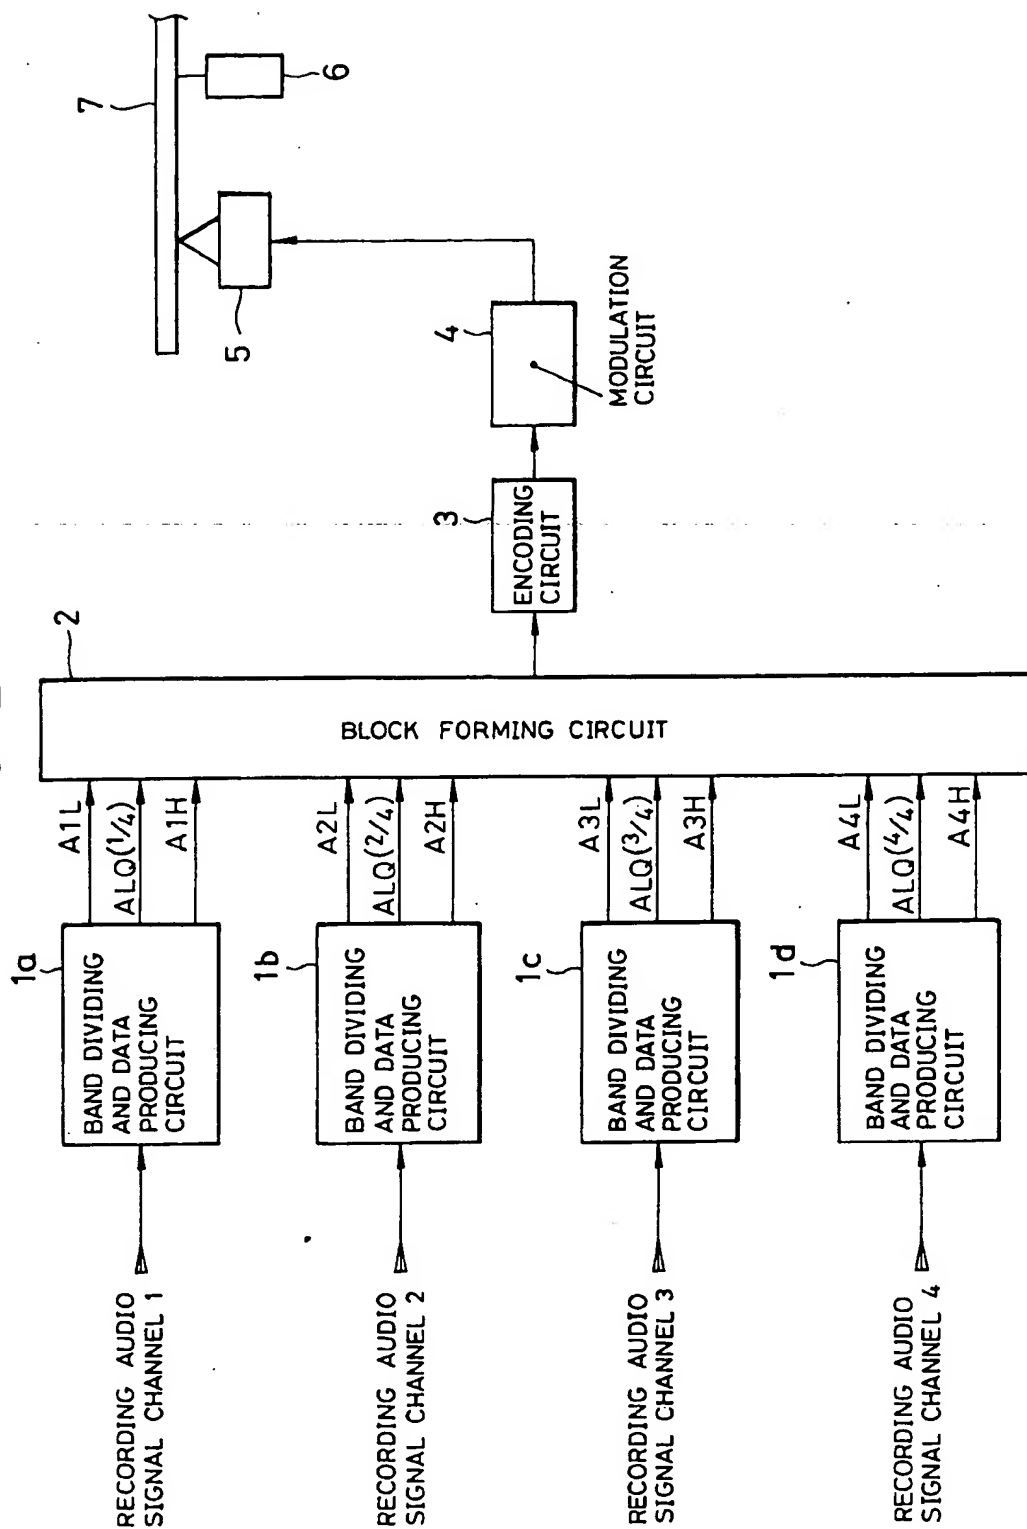 RECORDING AUDIO
SIGNAL CHANNEL 1
1a
BAND DIVIDING
AND DATA
PRODUCING
CIRCUIT
A1L
ALQ(1/4)
A1H
RECORDING AUDIO
SIGNAL CHANNEL 2
1b
BAND DIVIDING
AND DATA
PRODUCING
CIRCUIT
A2L
ALQ(2/4)
A2H
RECORDING AUDIO
SIGNAL CHANNEL 3
1c
BAND DIVIDING
AND DATA
PRODUCING
CIRCUIT
A3L
ALQ(3/4)
A3H
RECORDING AUDIO
SIGNAL CHANNEL 4
1d
BAND DIVIDING
AND DATA
PRODUCING
CIRCUIT
A4L
ALQ(4/4)
A4H
2
BLOCK FORMING CIRCUIT
3
ENCODING
CIRCUIT
4
MODULATION
CIRCUIT
5
6
7